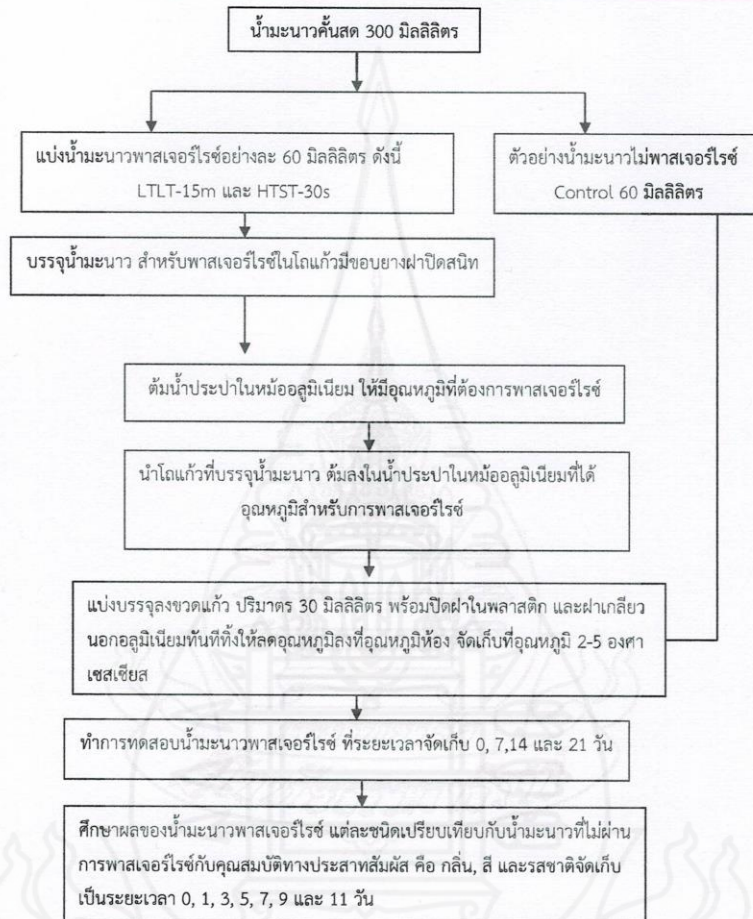 น้ำมะนาวคั้นสด 300 มิลลิลิตร
แบ่งน้ำมะนาวพาสเจอร์ไรซ์อย่างละ 60 มิลลิลิตร ดังนี้
LTLT-15m และ HTST-30s
ตัวอย่างน้ำมะนาวไม่พาสเจอร์ไรซ์
Control 60 มิลลิลิตร
บรรจุน้ำมะนาว สำหรับพาสเจอร์ไรซ์ในโถแก้วมีขอบยางฝาปิดสนิท
ต้มน้ำประปาในหม้ออลูมิเนียม ให้มีอุณหภูมิที่ต้องการพาสเจอร์ไรซ์
นำโถแก้วที่บรรจุน้ำมะนาว ต้มลงในน้ำประปาในหม้ออลูมิเนียมที่ได้
อุณหภูมิสำหรับการพาสเจอร์ไรซ์
แบ่งบรรจุลงขวดแก้ว ปริมาตร 30 มิลลิลิตร พร้อมปิดฝาในพลาสติก และฝาเกลียว
นอกอลูมิเนียมทันทีทิ้งให้ลดอุณหภูมิลงที่อุณหภูมิห้อง จัดเก็บที่อุณหภูมิ 2-5 องศา
เซสเซียส
ทำการทดสอบน้ำมะนาวพาสเจอร์ไรซ์ ที่ระยะเวลาจัดเก็บ 0, 7,14 และ 21 วัน
ศึกษาผลของน้ำมะนาวพาสเจอร์ไรซ์ แต่ละชนิดเปรียบเทียบกับน้ำมะนาวที่ไม่ผ่าน
การพาสเจอร์ไรซ์กับคุณสมบัติทางประสาทสัมผัส คือ กลิ่น, สี และรสชาติจัดเก็บ
เป็นระยะเวลา 0, 1, 3, 5, 7, 9 และ 11 วัน